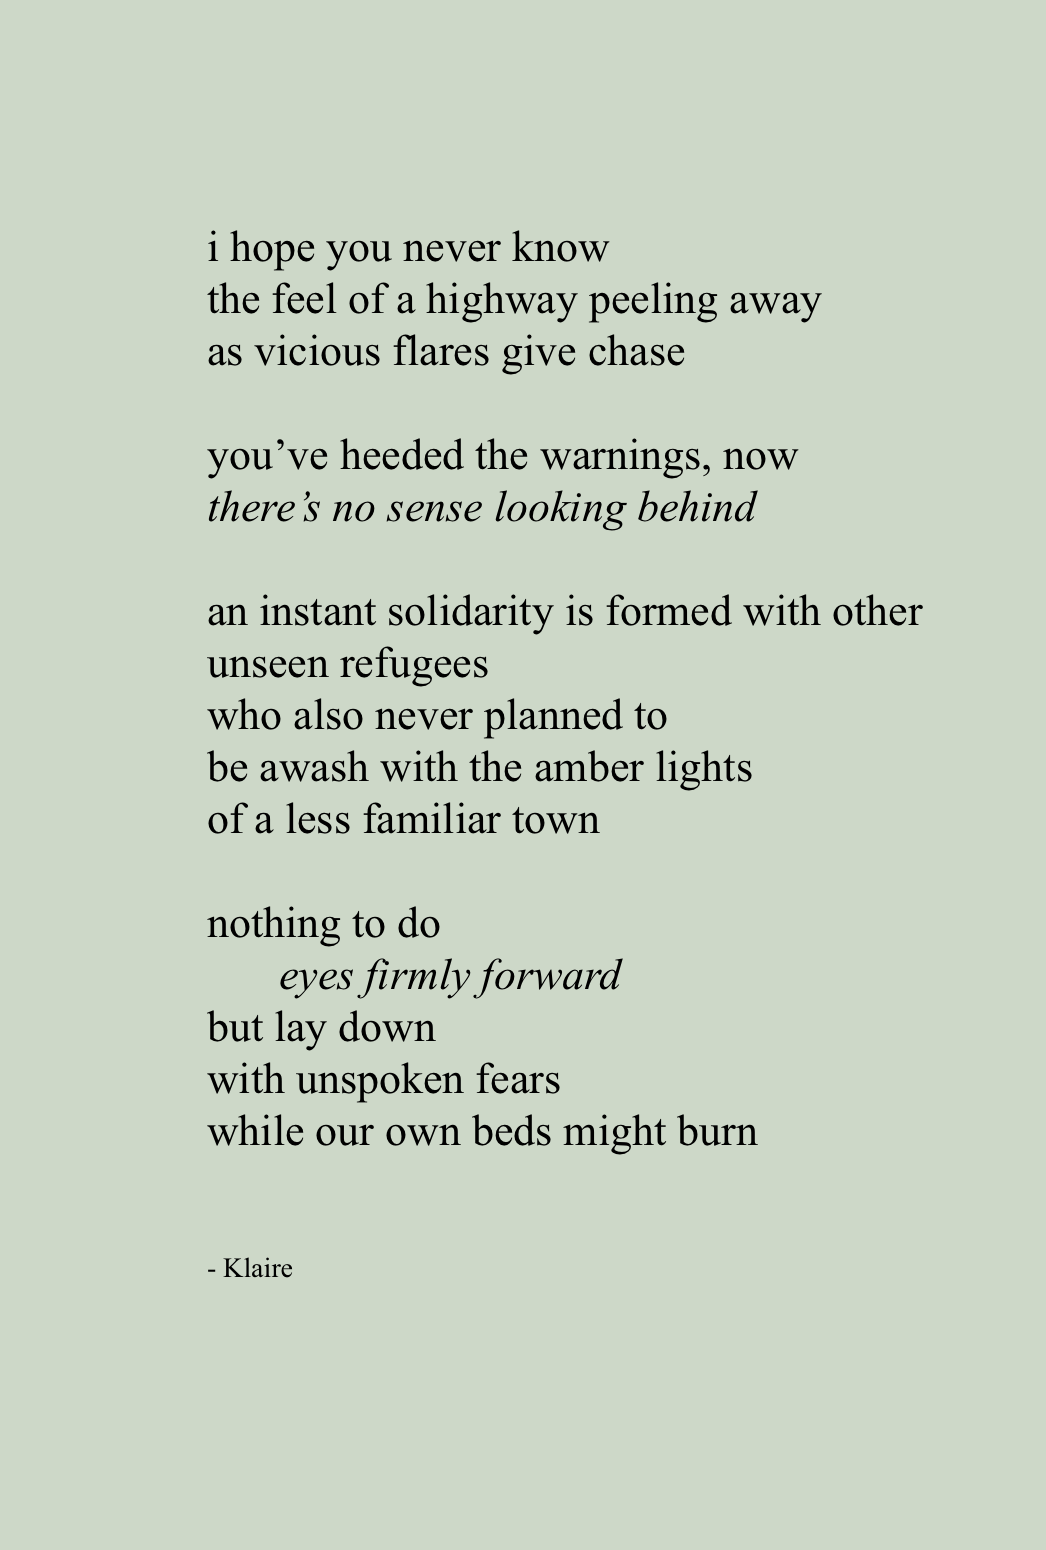 i hope you never know
the feel of a highway peeling away
as vicious flares give chase
you’ve heeded the warnings, now
there’s no sense looking behind
an instant solidarity is formed with other
unseen refugees
who also never planned to
be awash with the amber lights
of a less familiar town
nothing to do
eyes firmly forward
but lay down
with unspoken fears
while our own beds might burn
- Klaire